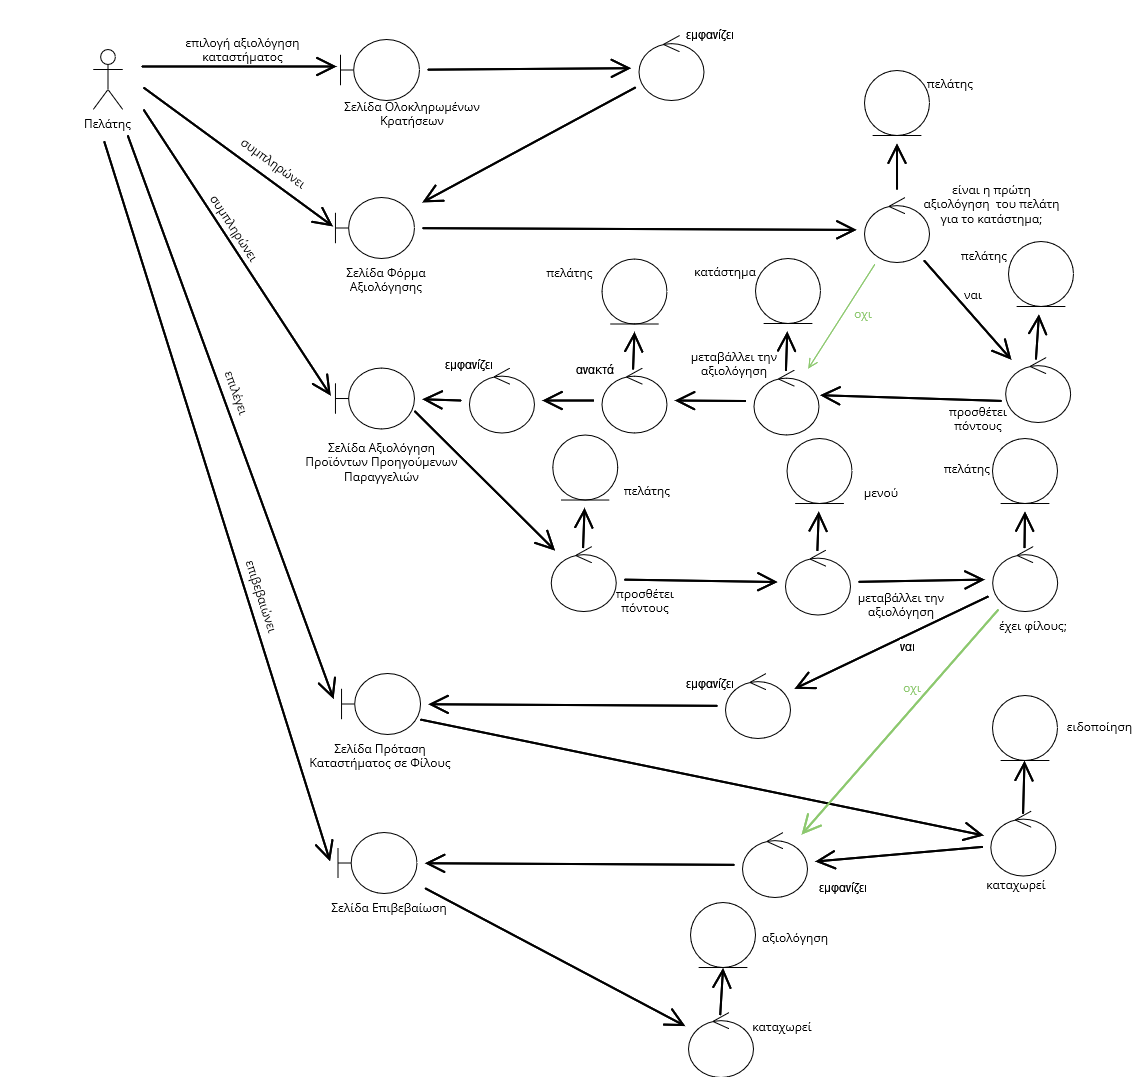 επιλογή αξιολόγηση
καταστήματος
εμφανίζει
Πελάτης
Σελίδα Ολοκληρωμένων
Κρατήσεων
πελάτης
συμπληρώνει
είναι η πρώτη
αξιολόγηση του πελάτη
για το κατάστημα;
συμπληρώνει
Σελίδα Φόρμα
Αξιολόγησης
πελάτης
κατάστημα
πελάτης
οχι
ναι
εμφανίζει
ανακτά
μεταβάλλει την
αξιολόγηση
προσθέτει
πόντους
επιλέγει
Σελίδα Αξιολόγηση
Προϊόντων Προηγούμενων
Παραγγελιών
πελάτης
μενού
πελάτης
επιβεβαιώνει
προσθέτει
πόντους
μεταβάλλει την
αξιολόγηση
έχει φίλους;
ναι
εμφανίζει
οχι
Σελίδα Πρόταση
Καταστήματος σε Φίλους
ειδοποίηση
εμφανίζει
καταχωρεί
Σελίδα Επιβεβαίωση
αξιολόγηση
καταχωρεί